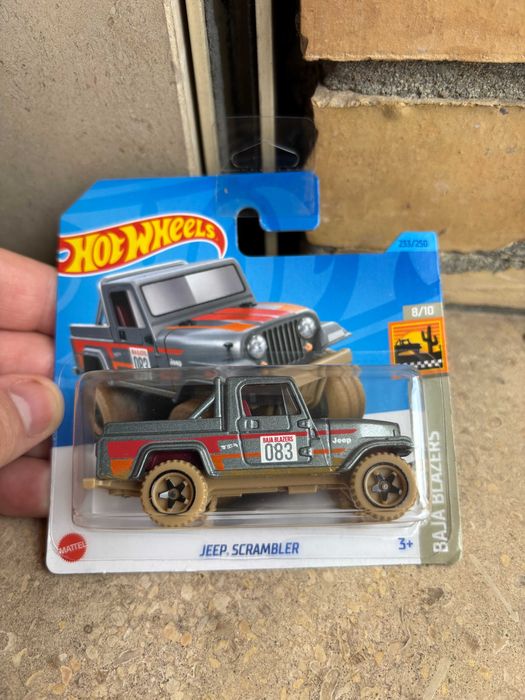 HOT WHEELS
233/250
8/10
BAJA BLAZERS
083
Jeep
BAJA BLAZERS
083
Jeep
MATTEL
JEEP® SCRAMBLER
3+
BAJA BLAZERS